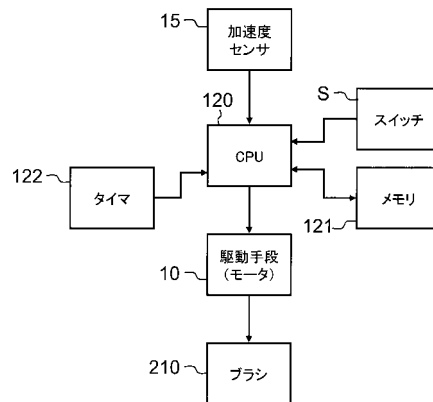 15
加速度
センサ
120
CPU
S
スイッチ
122
タイマ
メモリ
121
駆動手段
(モータ)
10
210
ブラシ